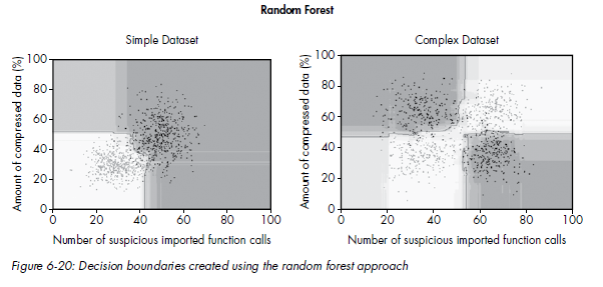 Random Forest
Simple Dataset
Complex Dataset
Amount of compressed data (%)
100
80
60
40
20
0
0 20 40 60 80 100
Number of suspicious imported function calls
Amount of compressed data (%)
100
80
60
40
20
0
0 20 40 60 80 100
Number of suspicious imported function calls
Figure 6-20: Decision boundaries created using the random forest approach